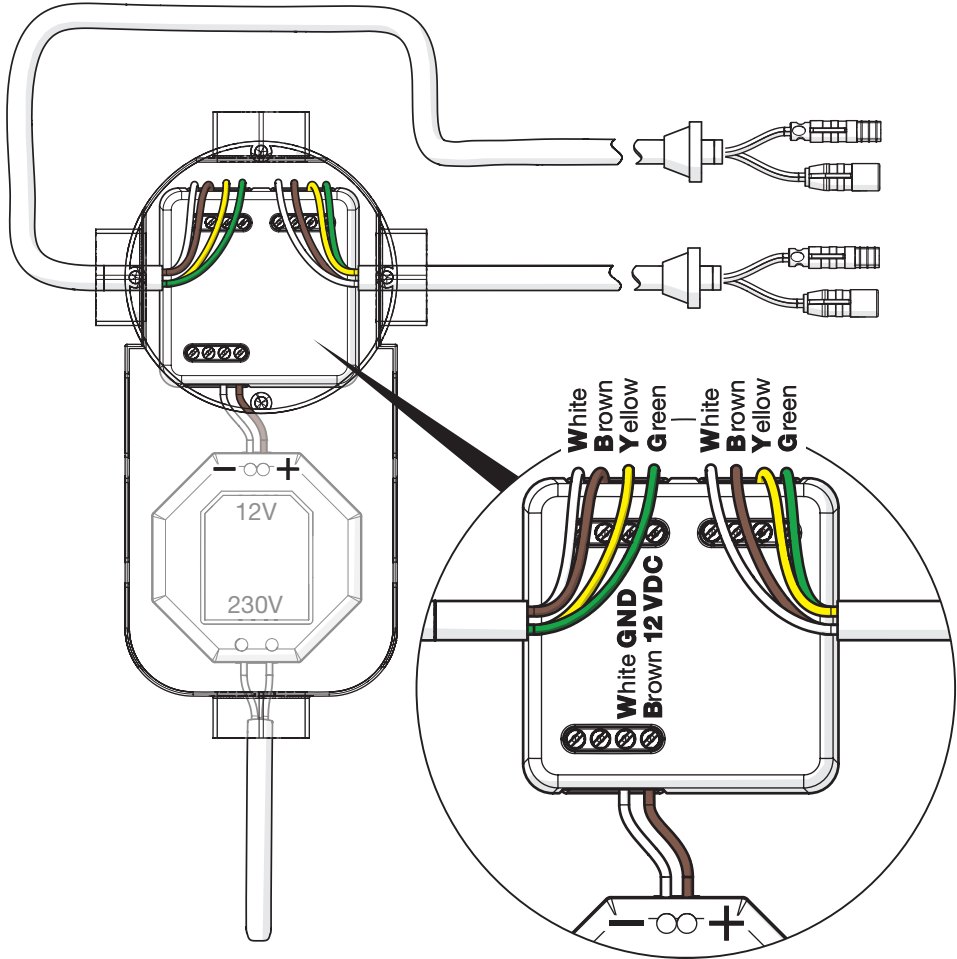 − +
12V
230V
White
Brown
Yellow
Green
White
Brown
Yellow
Green
White GND
Brown 12 VDC
− +